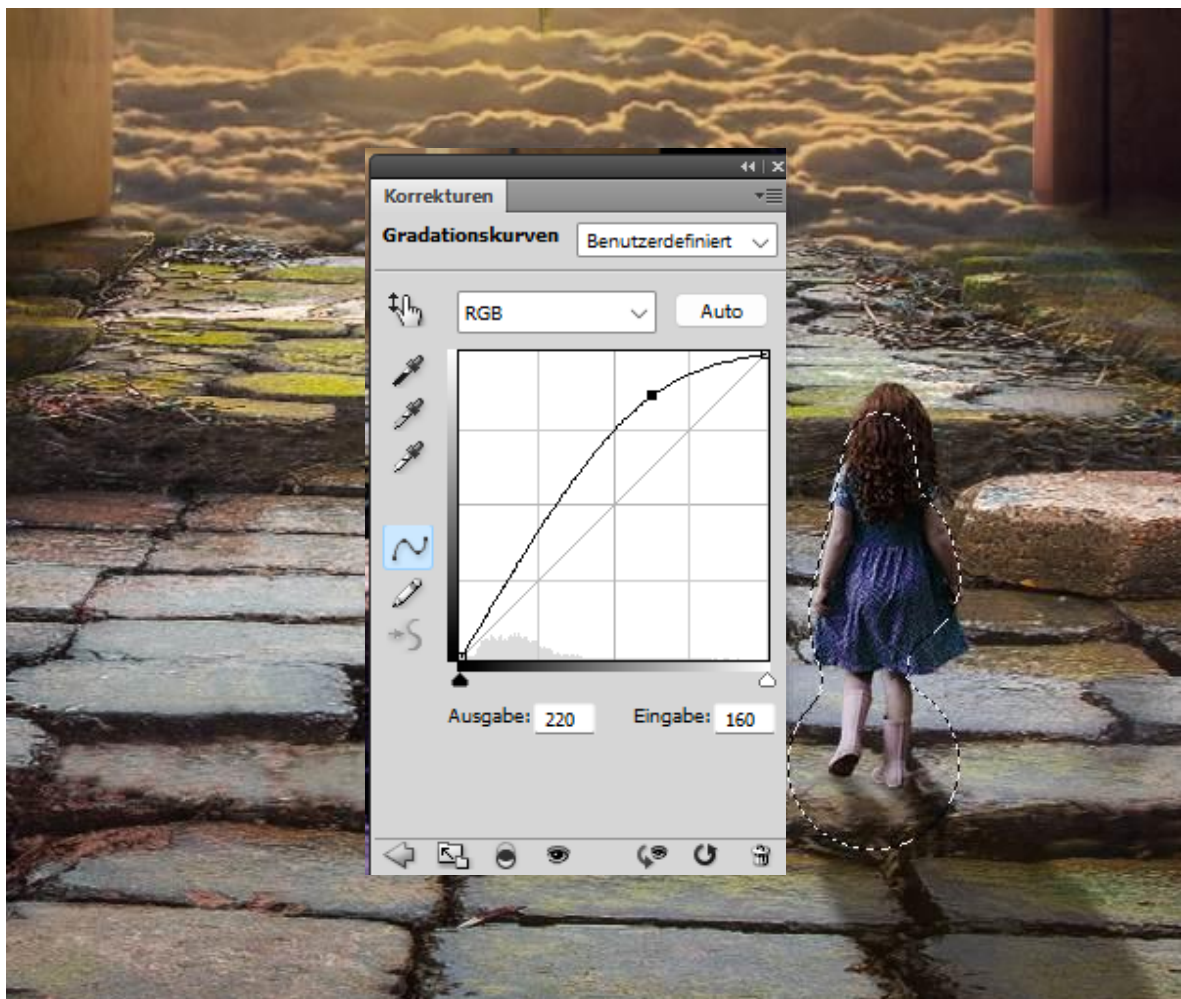 Korrekturen
Gradationskurven Benutzerdefiniert
RGB Auto
Ausgabe: 220 Eingabe: 160